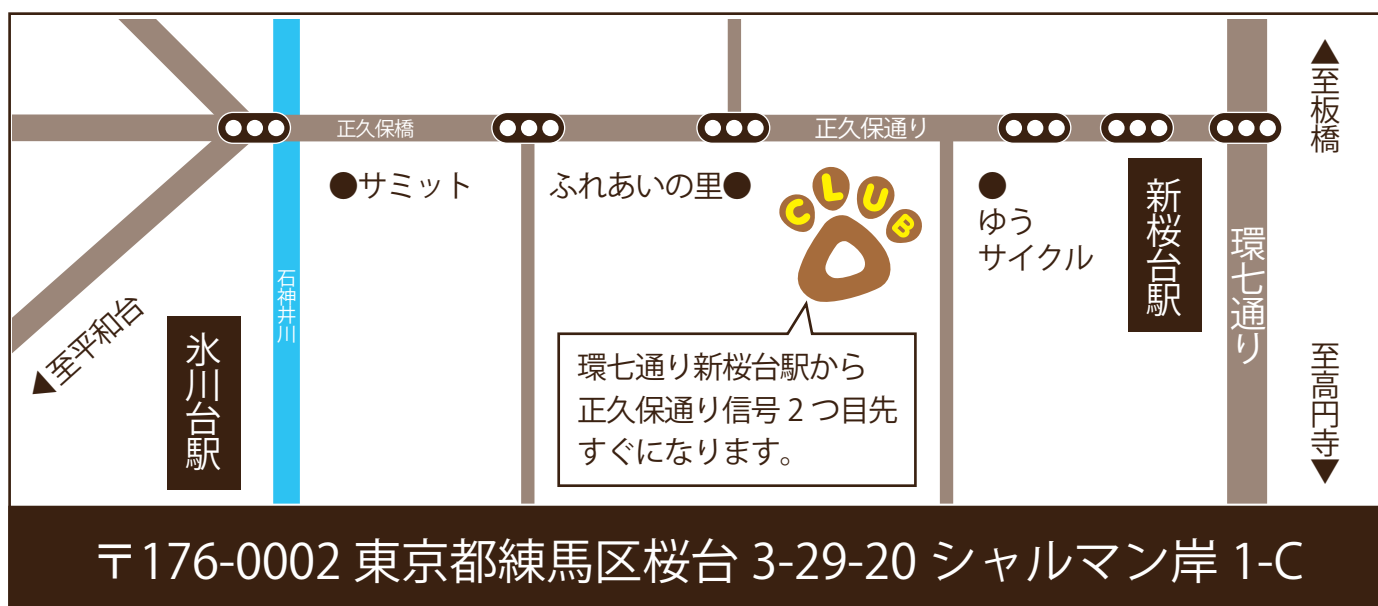 至板橋
正久保橋
正久保通り
サミット
ふれあいの里
CLUB
ゆう
サイクル
新桜台駅
環七通り
石神井川
至平和台
氷川台駅
環七通り新桜台駅から
正久保通り信号2つ目先
すぐになります。
至高円寺
〒176-0002 東京都練馬区桜台 3-29-20 シャルマン岸 1-C